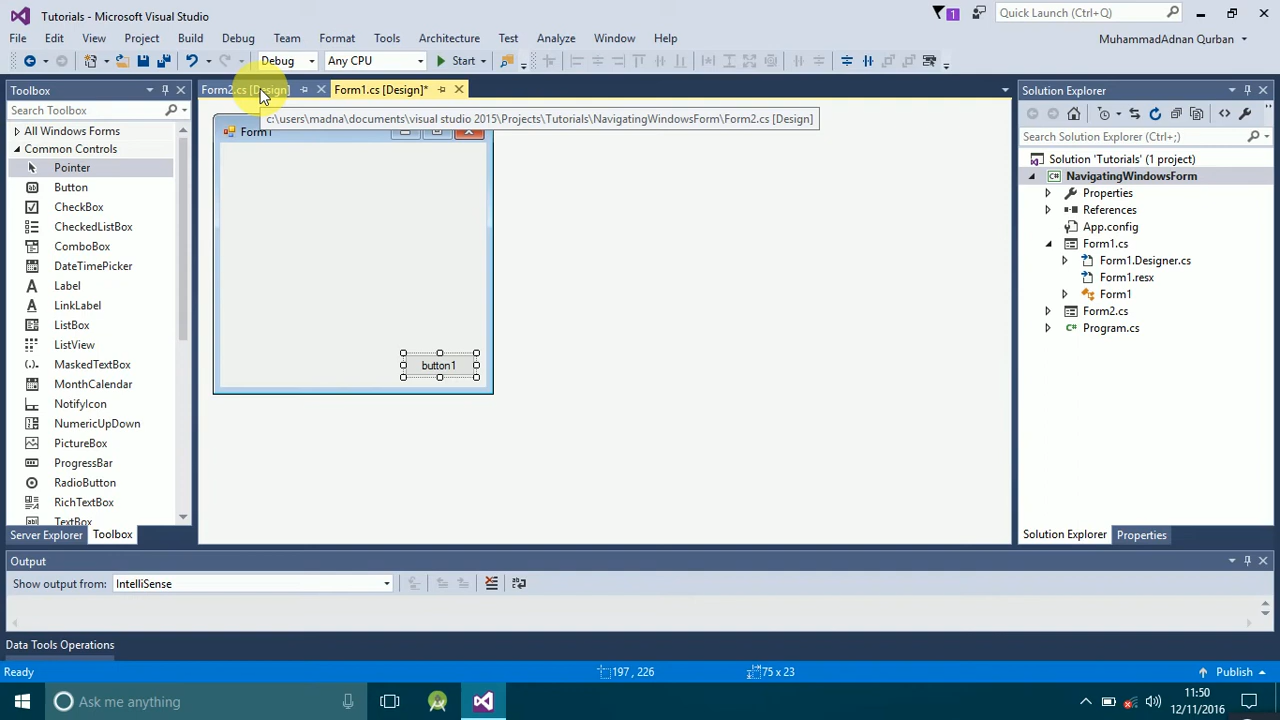 Tutorials - Microsoft Visual Studio
1
Quick Launch (Ctrl+Q)
File Edit View Project Build Debug Team Format Tools Architecture Test Analyze Window Help
MuhammadAdnan Qurban
Debug Any CPU Start
Toolbox
Form2.cs [Design]
Form1.cs [Design]*
Solution Explorer
Search Toolbox
c:\users\madna\documents\visual studio 2015\Projects\Tutorials\NavigatingWindowsForm\Form2.cs [Design]
All Windows Forms
Common Controls
Pointer
Button
CheckBox
CheckedListBox
ComboBox
DateTimePicker
Label
LinkLabel
ListBox
ListView
MaskedTextBox
MonthCalendar
NotifyIcon
NumericUpDown
PictureBox
ProgressBar
RadioButton
RichTextBox
TextBox
Server Explorer Toolbox
Form1
button1
Search Solution Explorer (Ctrl+;)
Solution 'Tutorials' (1 project)
NavigatingWindowsForm
Properties
References
App.config
Form1.cs
Form1.Designer.cs
Form1.resx
Form1
Form2.cs
Program.cs
Solution Explorer Properties
Output
Show output from: IntelliSense
Data Tools Operations
Ready
197 , 226
75 x 23
Publish
Ask me anything
11:50
12/11/2016